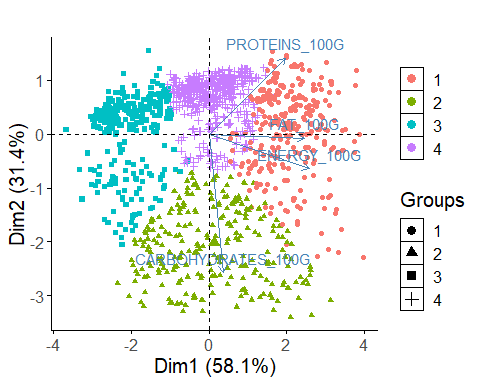 PROTEINS_100G
FAT_100G
ENERGY_100G
CARBOHYDRATES_100G
1
0
-1
-2
-3
-4
-2
0
2
4
Dim1 (58.1%)
Dim2 (31.4%)
1
2
3
4
Groups
1
2
3
4